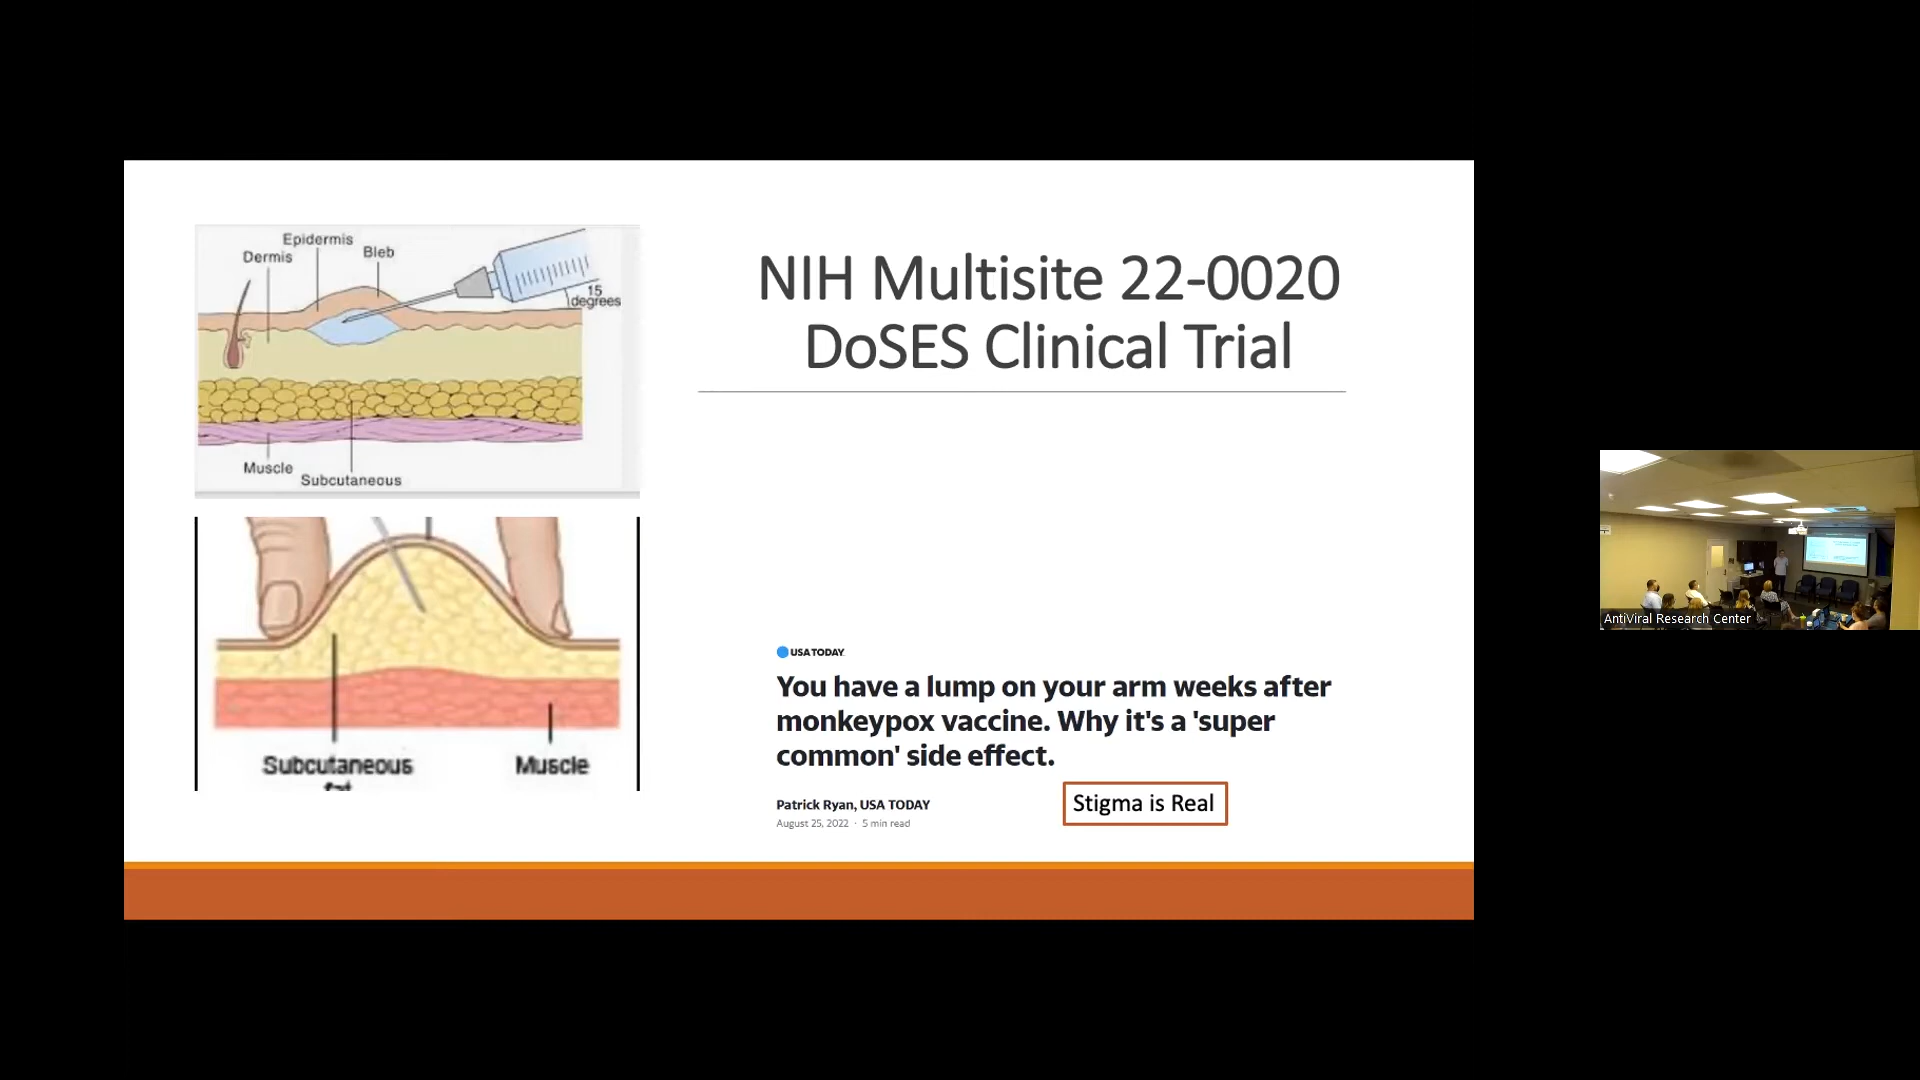 Epidermis
Dermis
Bleb
15
degrees
Muscle
Subcutaneous
Subcutaneous
Muscle
NIH Multisite 22-0020
DoSES Clinical Trial
USA TODAY
You have a lump on your arm weeks after
monkeypox vaccine. Why it's a 'super
common' side effect.
Patrick Ryan, USA TODAY
August 25, 2022 · 5 min read
Stigma is Real
AntiViral Research Center